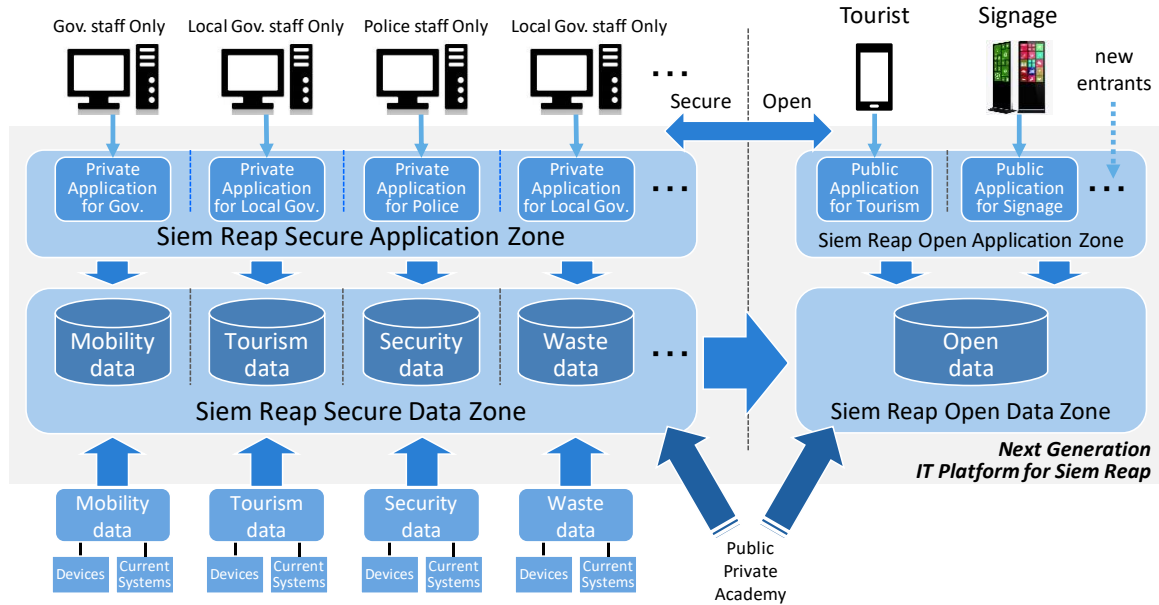 Gov. staff Only
Local Gov. staff Only
Police staff Only
Local Gov. staff Only
Tourist
Signage
...
new
entrants
Secure
Open
Private
Application
for Gov.
Private
Application
for Local Gov.
Private
Application
for Police
Private
Application
for Local Gov.
...
Siem Reap Secure Application Zone
Public
Application
for Tourism
Public
Application
for Signage
...
Siem Reap Open Application Zone
Mobility
data
Tourism
data
Security
data
Waste
data
...
Siem Reap Secure Data Zone
Open
data
Siem Reap Open Data Zone
Next Generation
IT Platform for Siem Reap
Mobility
data
Tourism
data
Security
data
Waste
data
Devices
Current
Systems
Devices
Current
Systems
Devices
Current
Systems
Devices
Current
Systems
Public
Private
Academy